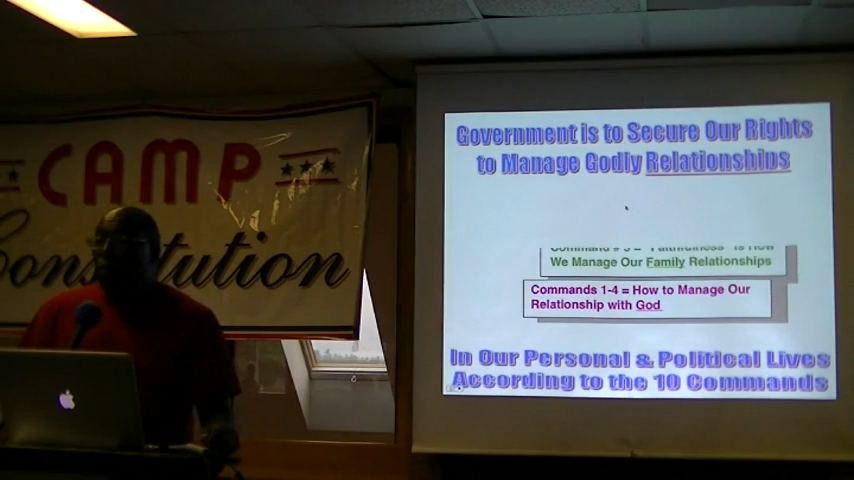 CAMP
Constitution
Government is to Secure Our Rights
to Manage Godly Relationships
We Manage Our Family Relationships
Commands 1-4 = How to Manage Our
Relationship with God
In Our Personal & Political Lives
According to the 10 Commands